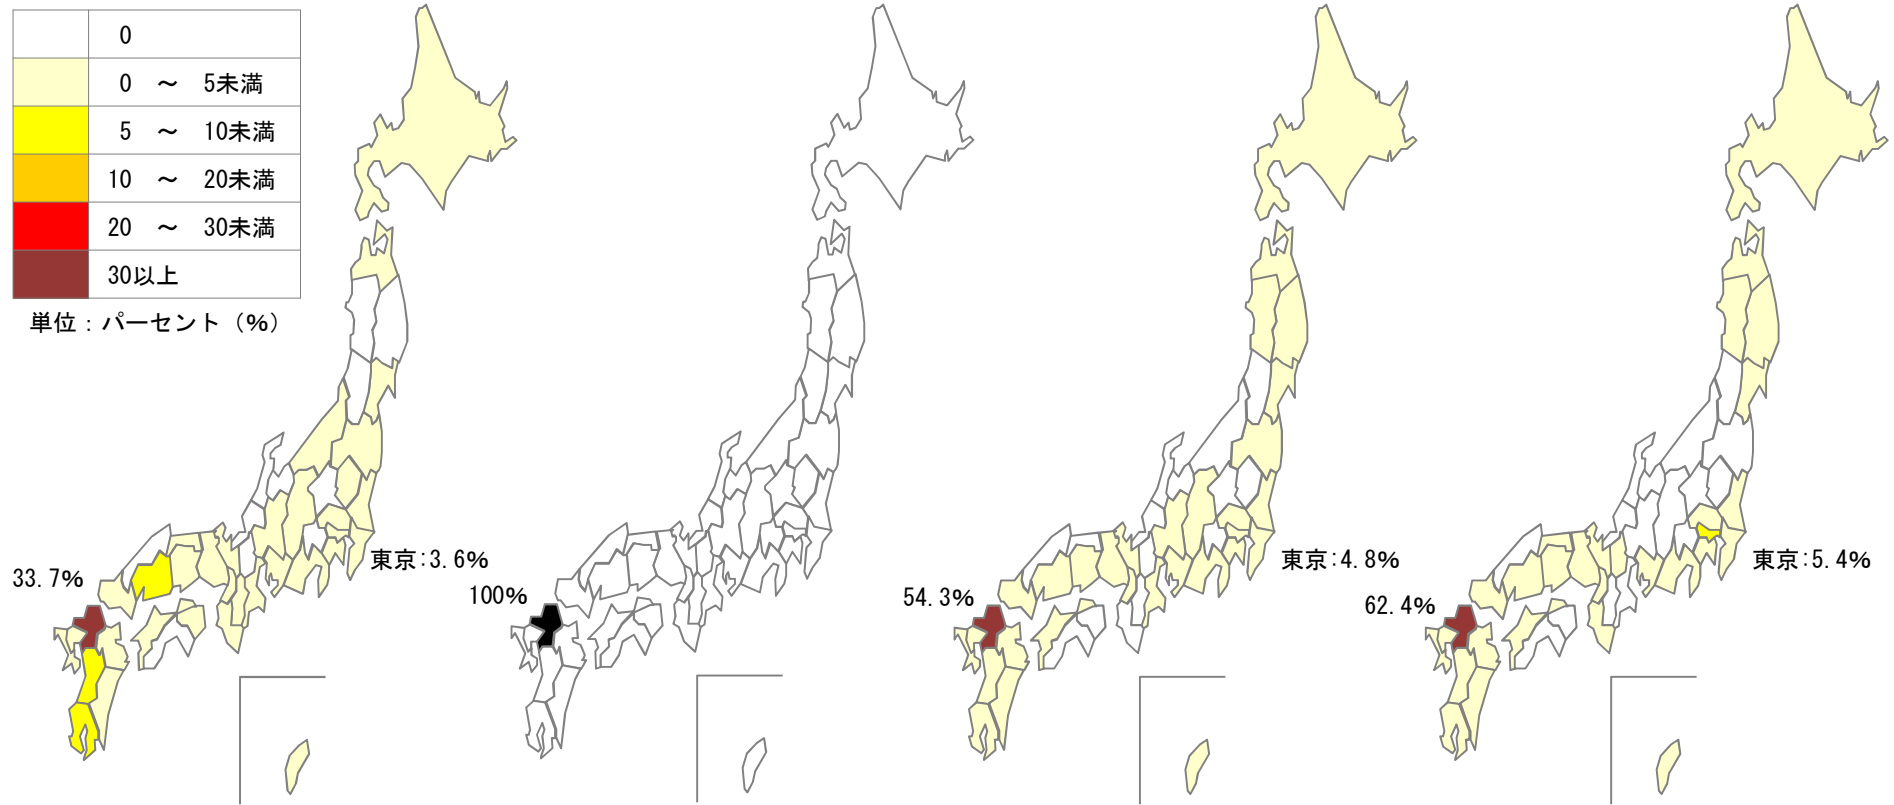 0
0 ～ 5未満
5 ～ 10未満
10 ～ 20未満
20 ～ 30未満
30以上
単位：パーセント（%）
33.7%
東京:3.6%
100%
54.3%
東京:4.8%
62.4%
東京:5.4%